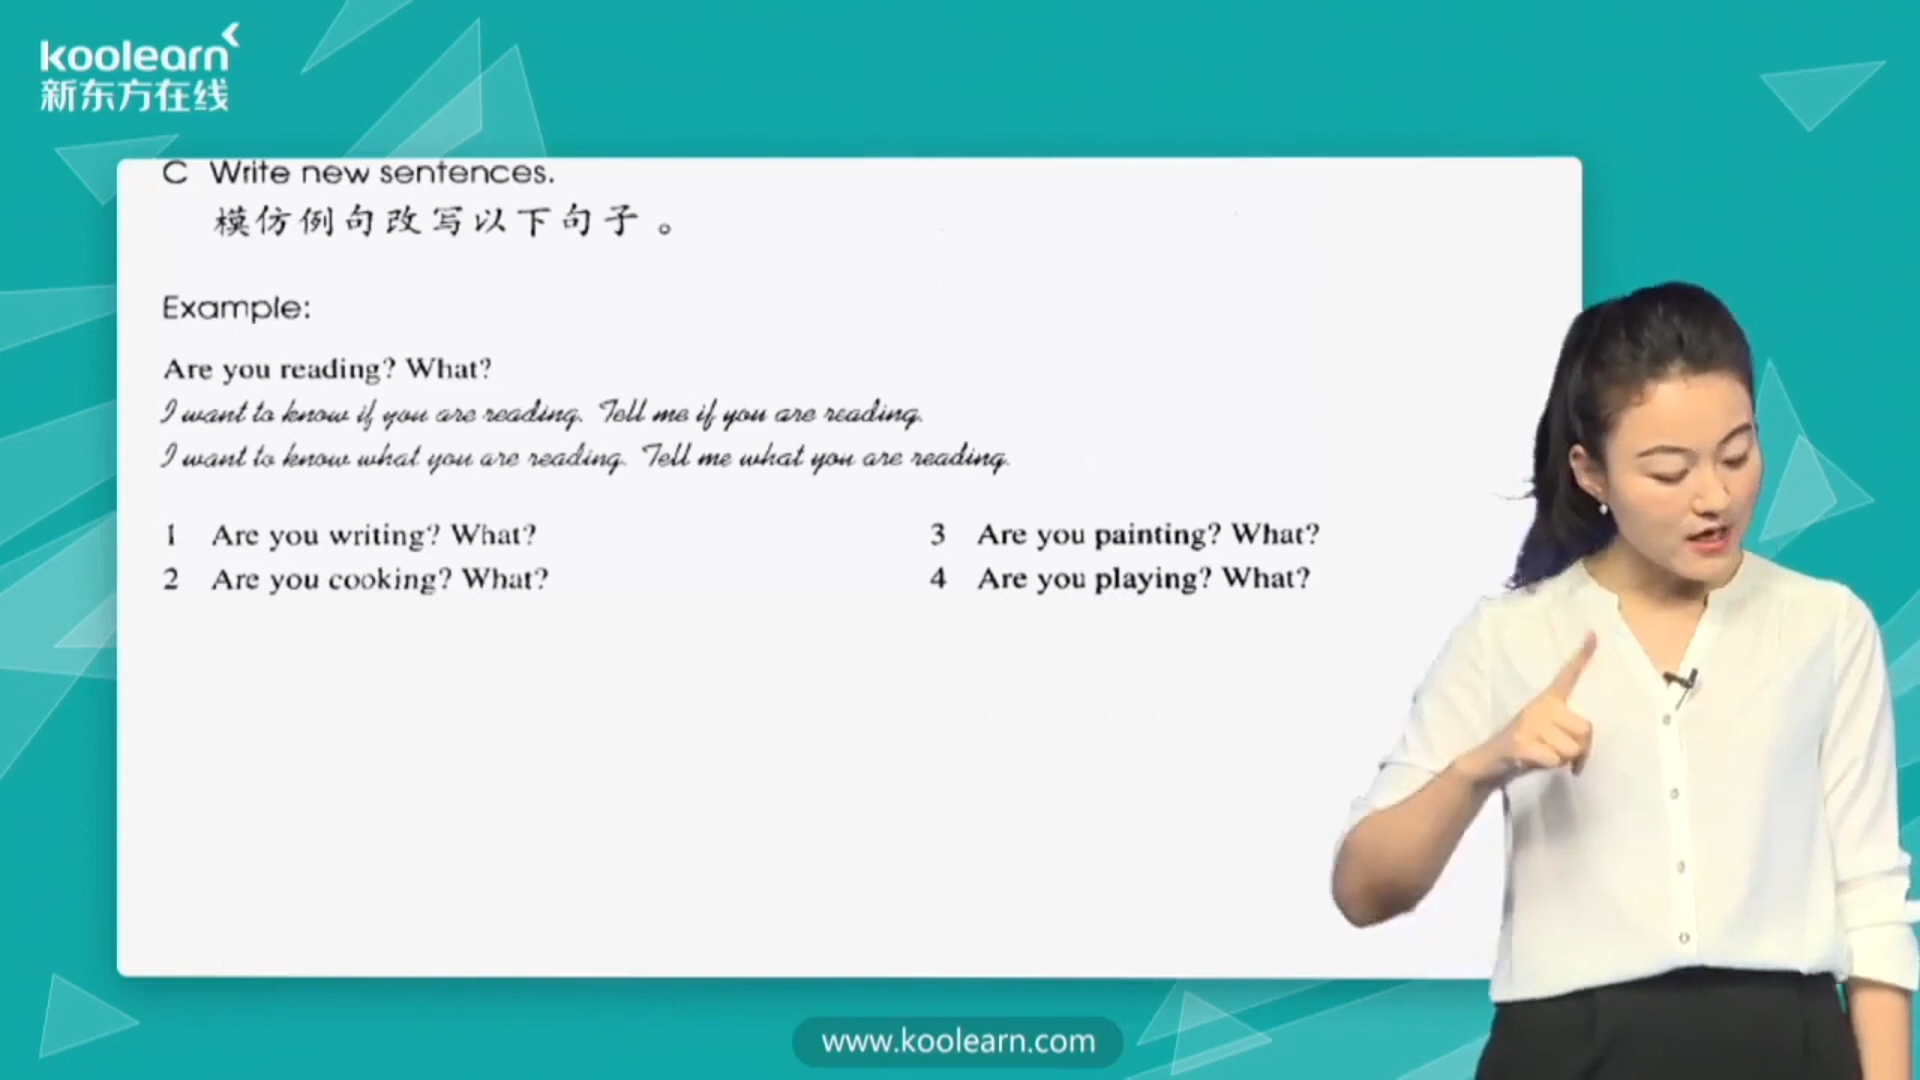 koolearn
新东方在线
C Write new sentences.
模仿例句改写以下句子。
Example:
Are you reading? What?
I want to know if you are reading. Tell me if you are reading.
I want to know what you are reading. Tell me what you are reading.
1 Are you writing? What?
2 Are you cooking? What?
3 Are you painting? What?
4 Are you playing? What?
www.koolearn.com